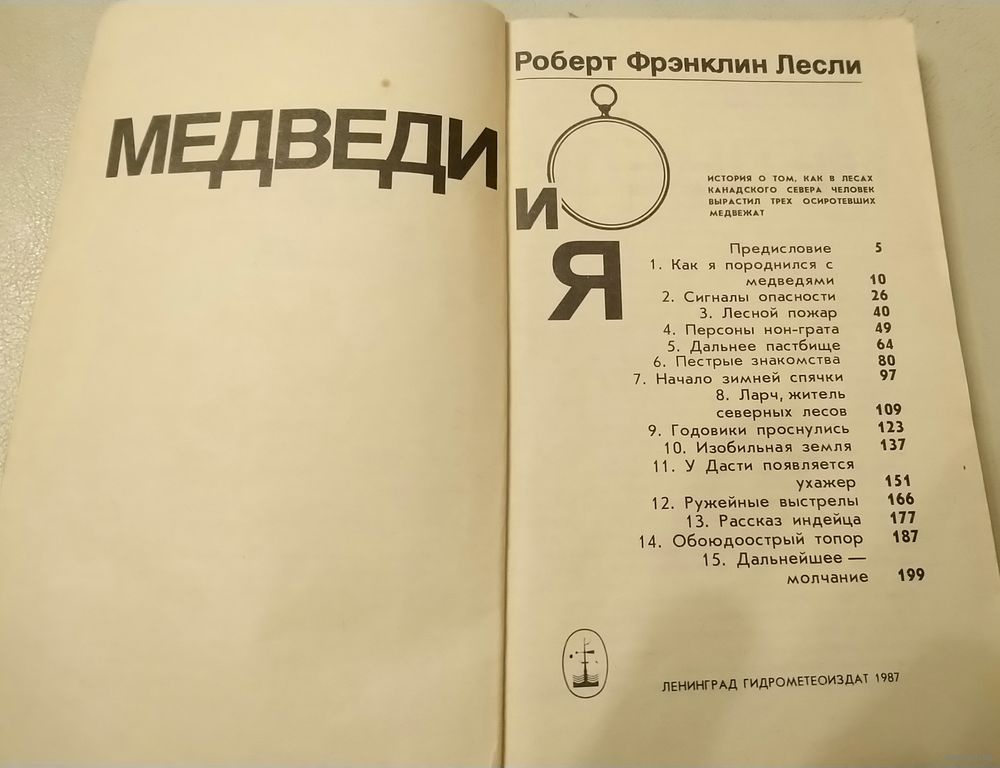 МЕДВЕДИ
и
Я
Роберт Фрэнклин Лесли
ИСТОРИЯ О ТОМ, КАК В ЛЕСАХ
КАНАДСКОГО СЕВЕРА ЧЕЛОВЕК
ВЫРАСТИЛ ТРЕХ ОСИРОТЕВШИХ
МЕДВЕЖАТ
Предисловие 5
1. Как я породнился с
медведями 10
2. Сигналы опасности 26
3. Лесной пожар 40
4. Персоны нон-грата 49
5. Дальнее пастбище 64
6. Пестрые знакомства 80
7. Начало зимней спячки 97
8. Ларч, житель
северных лесов 109
9. Годовики проснулись 123
10. Изобильная земля 137
11. У Дасти появляется
ухажер 151
12. Ружейные выстрелы 166
13. Рассказ индейца 177
14. Обоюдоострый топор 187
15. Дальнейшее —
молчание 199
ЛЕНИНГРАД ГИДРОМЕТЕОИЗДАТ 1987